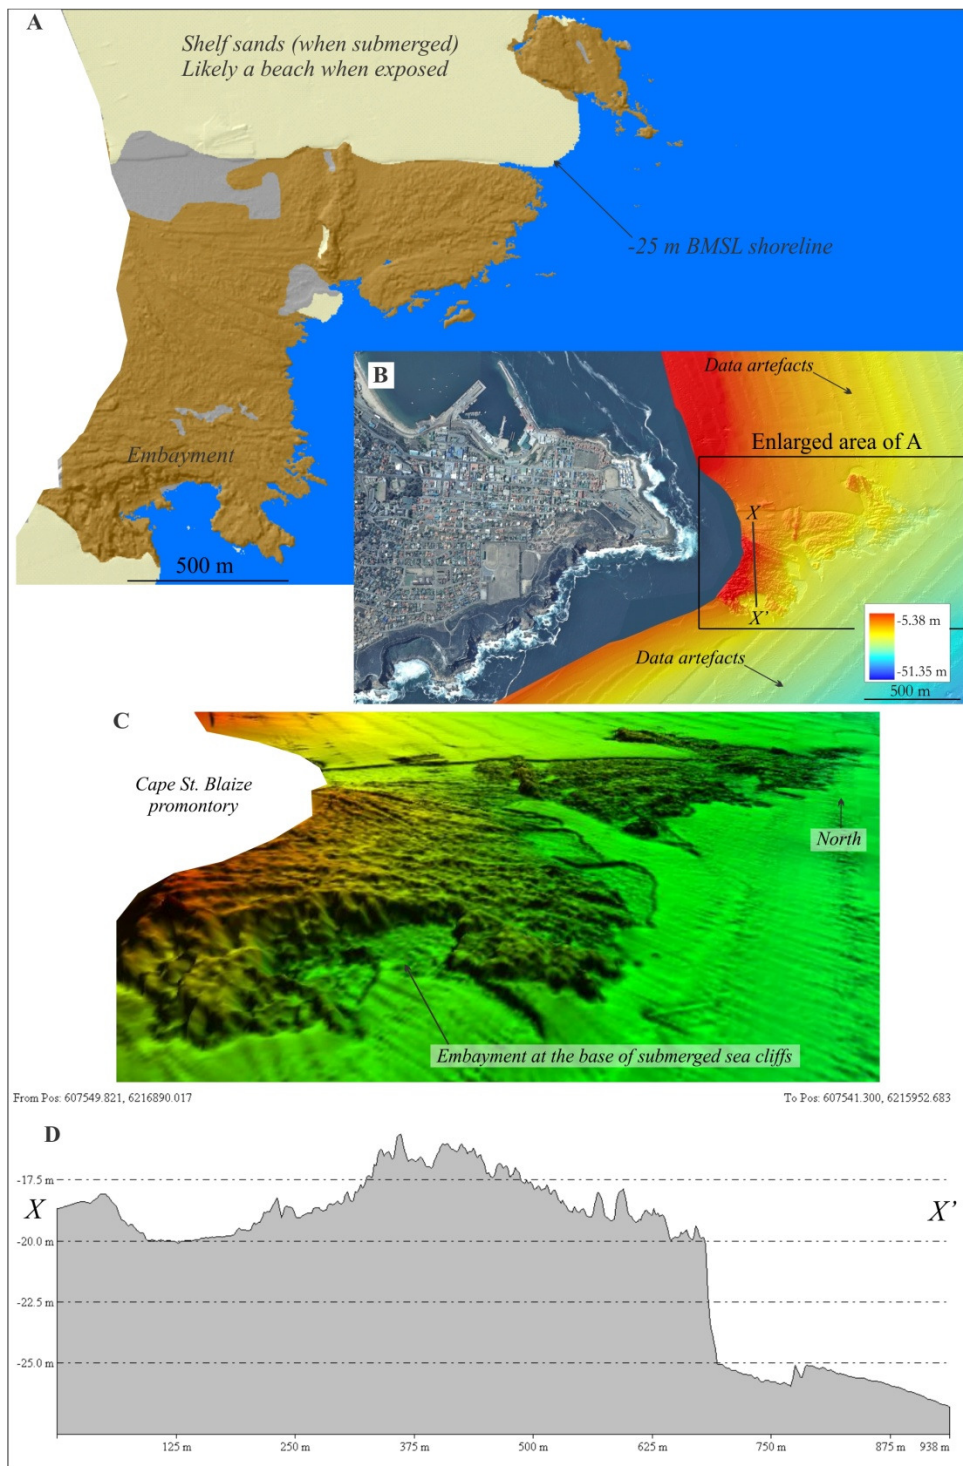 A
Shelf sands (when submerged)
Likely a beach when exposed
-25 m BMSL shoreline
Embayment
500 m
B
Data artefacts
Enlarged area of A
X
X'
Data artefacts
-5.38 m
-51.35 m
500 m
C
Cape St. Blaize
promontory
North
Embayment at the base of submerged sea cliffs
From Pos: 607549.821, 6216890.017
To Pos: 607541.300, 6215952.683
D
-17.5 m
X
X'
-20.0 m
-22.5 m
-25.0 m
125 m
250 m
375 m
500 m
625 m
750 m
875 m
938 m